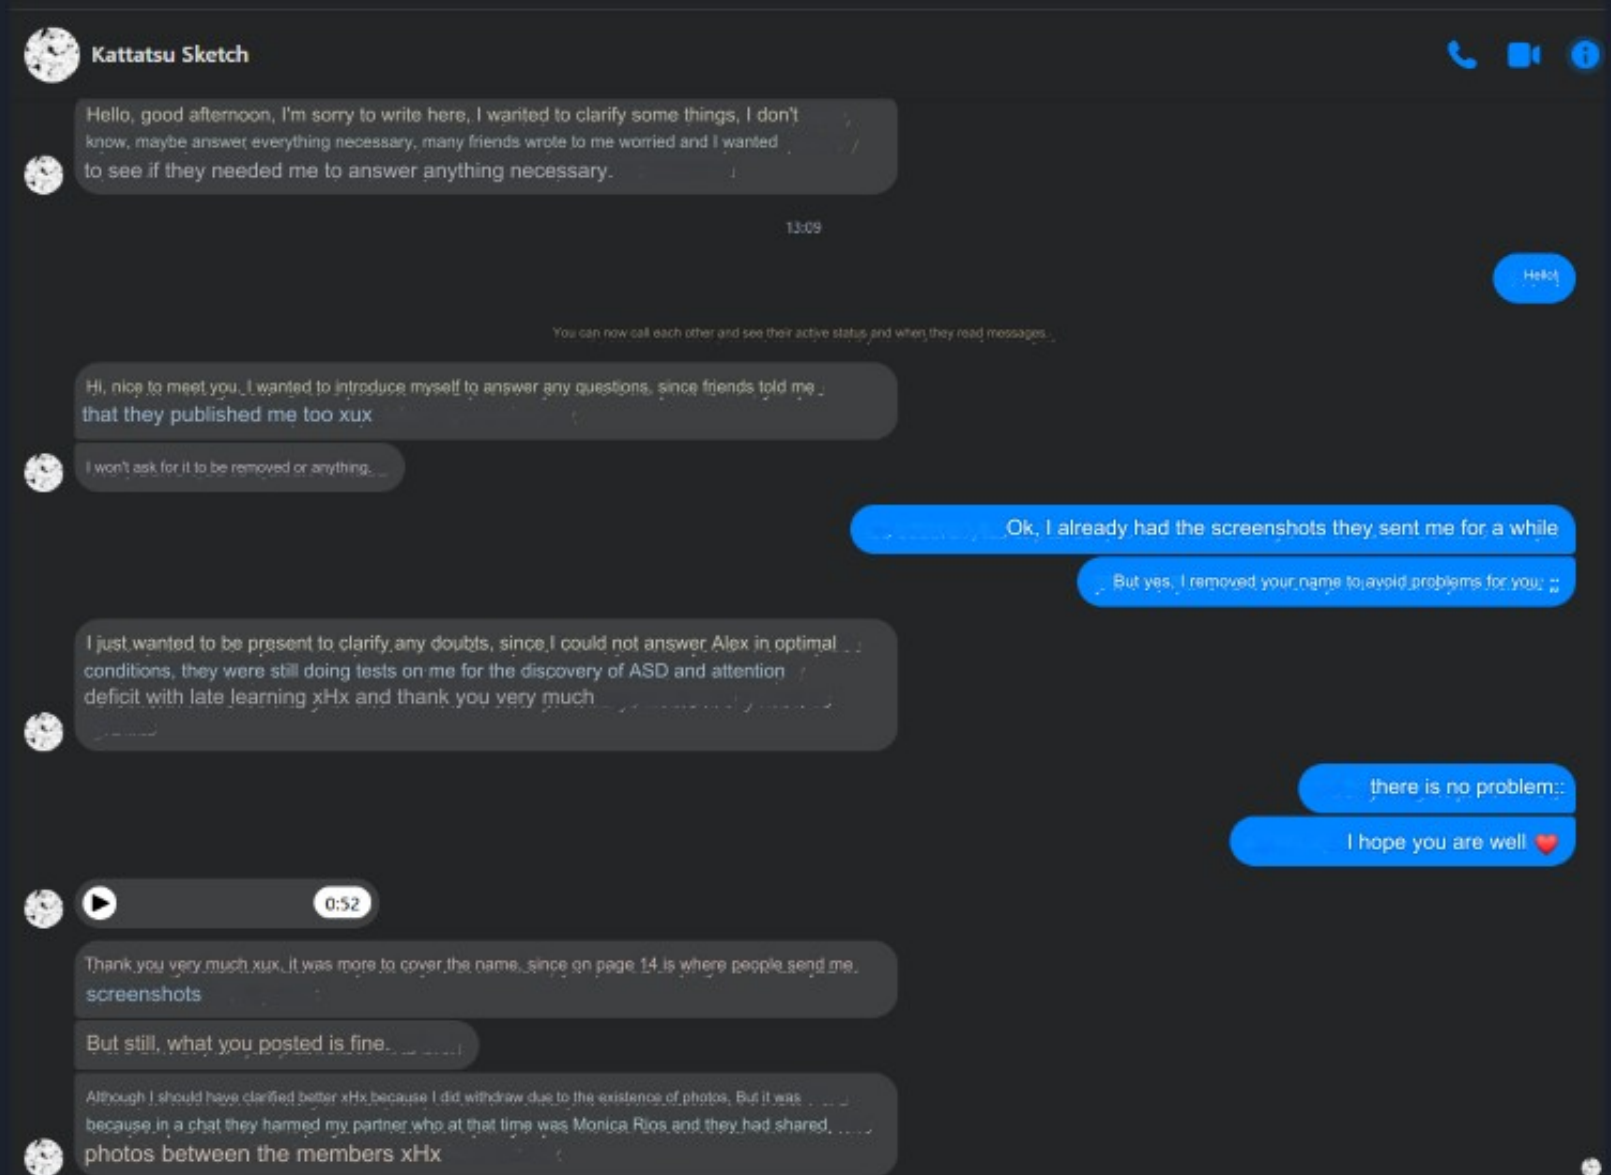 Kattatsu Sketch
Hello, good afternoon, I'm sorry to write here, I wanted to clarify some things, I don't
know, maybe answer everything necessary, many friends wrote to me worried and I wanted
to see if they needed me to answer anything necessary.
13:09
Hello!
You can now call each other and see their active status and when they read messages.
Hi, nice to meet you, I wanted to introduce myself to answer any questions, since friends told me
that they published me too xux
I won't ask for it to be removed or anything.
Ok, I already had the screenshots they sent me for a while
But yes, I removed your name to avoid problems for you.
I just wanted to be present to clarify any doubts, since I could not answer Alex in optimal
conditions, they were still doing tests on me for the discovery of ASD and attention
deficit with late learning xHx and thank you very much
there is no problem::
I hope you are well ❤️
0:52
Thank you very much xux, it was more to cover the name, since on page 14 is where people send me
screenshots
But still, what you posted is fine.
Although I should have clarified better xHx because I did withdraw due to the existence of photos, But it was
because in a chat they harmed my partner who at that time was Monica Rios and they had shared
photos between the members xHx